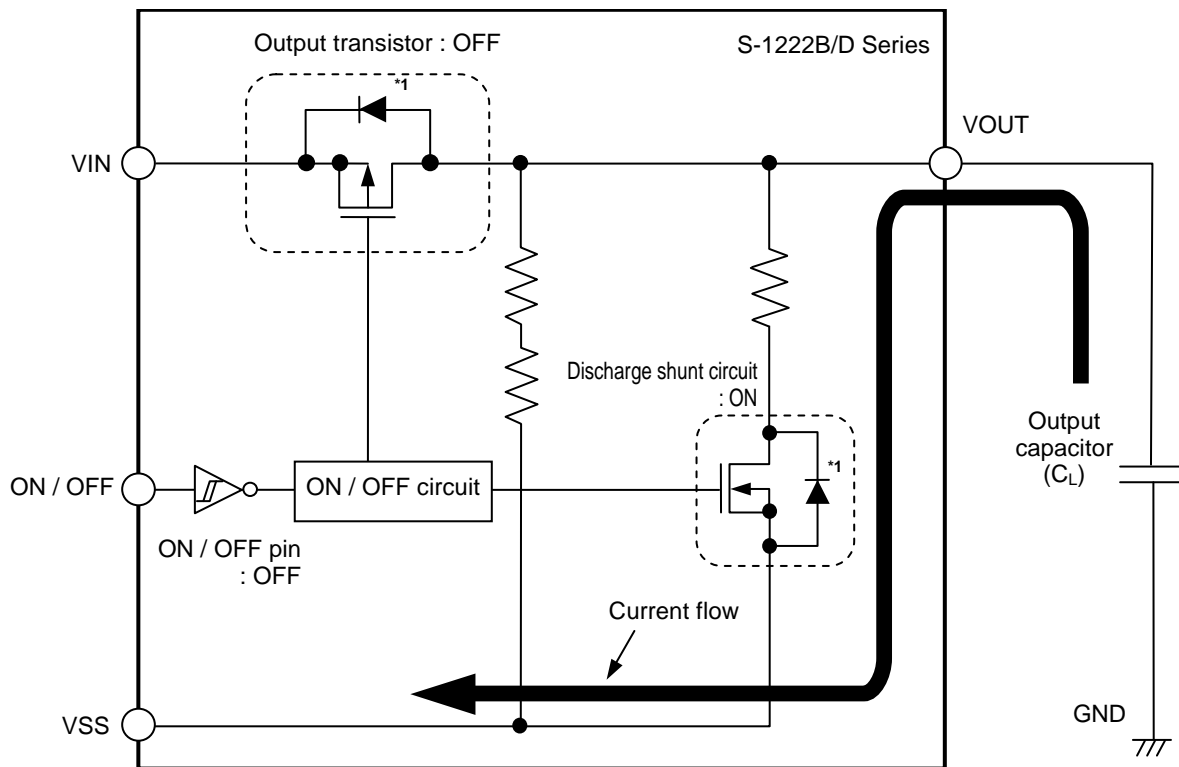 Output transistor : OFF
S-1222B/D Series
*1
VOUT
VIN
Discharge shunt circuit
: ON
*1
Output
capacitor
(CL)
ON / OFF
ON / OFF circuit
ON / OFF pin
: OFF
Current flow
GND
VSS